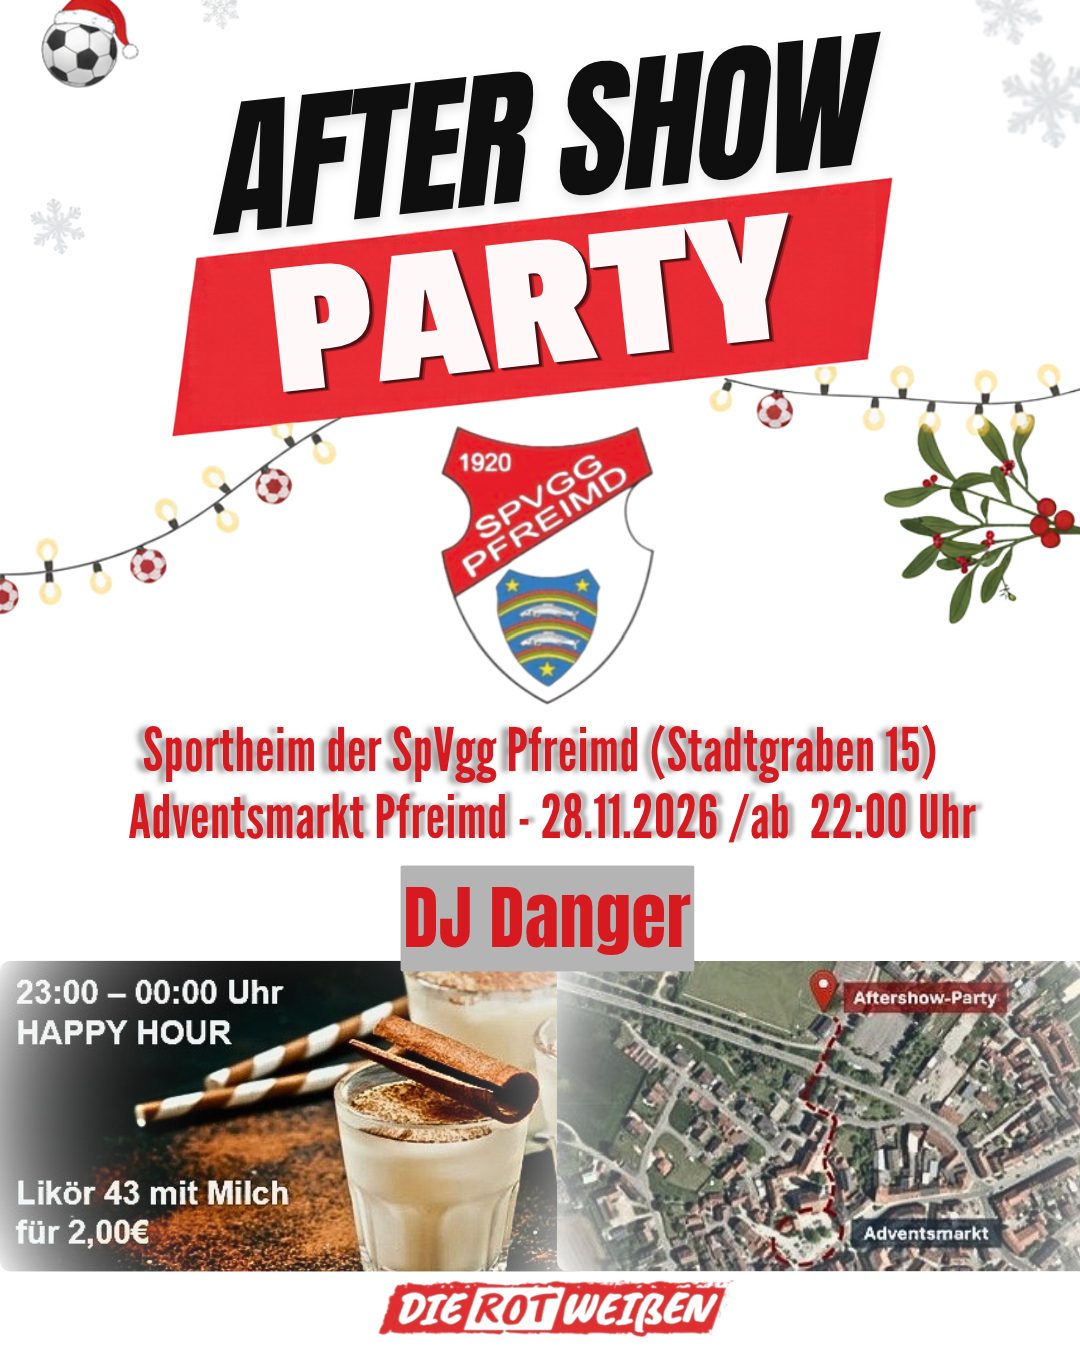 AFTER SHOW
PARTY
1920
SPVGG
PFREIMD
Sportheim der SpVgg Pfreimd (Stadtgraben 15)
Adventsmarkt Pfreimd - 28.11.2026 /ab 22:00 Uhr
DJ Danger
23:00 – 00:00 Uhr
HAPPY HOUR
Likör 43 mit Milch
für 2,00€
Aftershow-Party
Adventsmarkt
DIE ROT WEIßEN